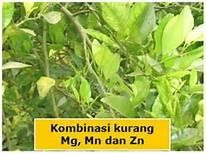 Kombinasi kurang
Mg, Mn dan Zn